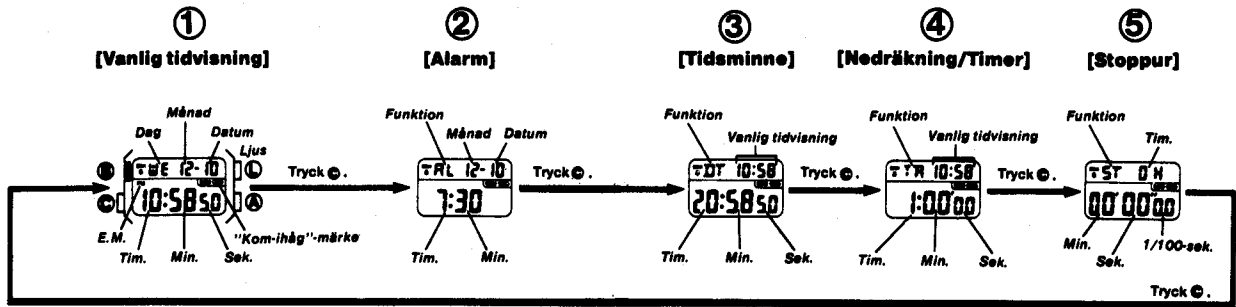 ① ② ③ ④ ⑤
[Vanlig tidvisning] [Alarm] [Tidsminne] [Nedräkning/Timer] [Stoppur]
Månad
Dag Datum
Ljus
Ⓑ WE 12-10 Ⓛ
Ⓒ 10:58 50 Ⓐ
E.M. "Kom-ihåg"-märke
Tim. Min. Sek.
Tryck Ⓒ.
Funktion
Månad Datum
AL 12-10
7:30
Tim. Min.
Tryck Ⓒ.
Funktion
Vanlig tidvisning
DT 10:58
20:58 50
Tim. Min. Sek.
Tryck Ⓒ.
Funktion
Vanlig tidvisning
TR 10:58
1:00'00
Tim. Min. Sek.
Tryck Ⓒ.
Funktion
Tim.
ST 0 H
00'00"00
Min. 1/100-sek.
Sek.
Tryck Ⓒ.